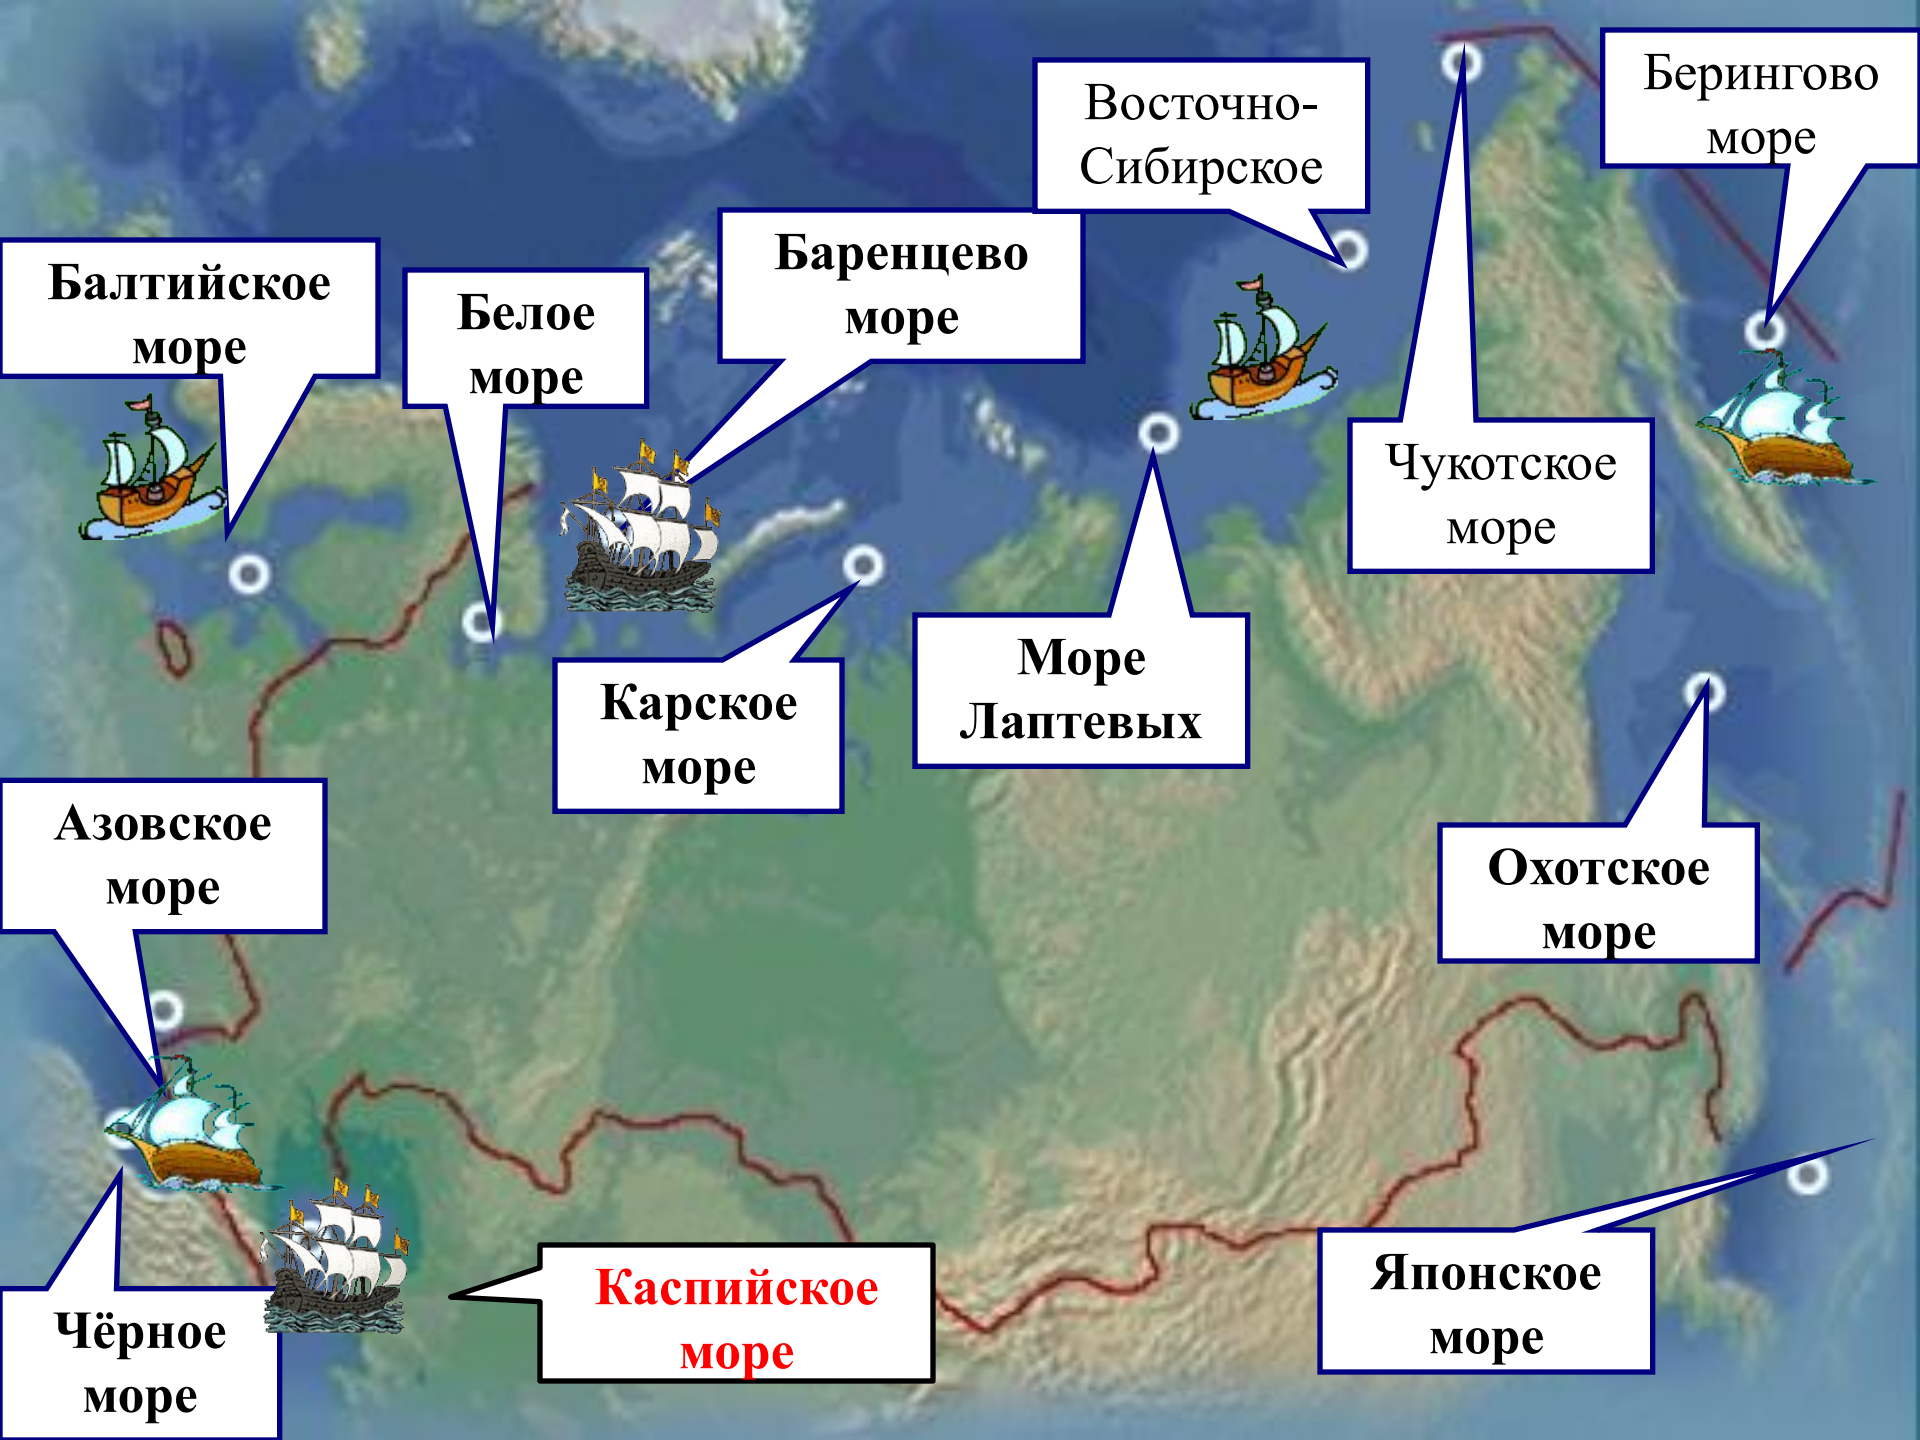 Берингово
море
Восточно-
Сибирское
Баренцево
море
Балтийское
море
Белое
море
Чукотское
море
Море
Лаптевых
Карское
море
Азовское
море
Охотское
море
Каспийское
море
Японское
море
Чёрное
море